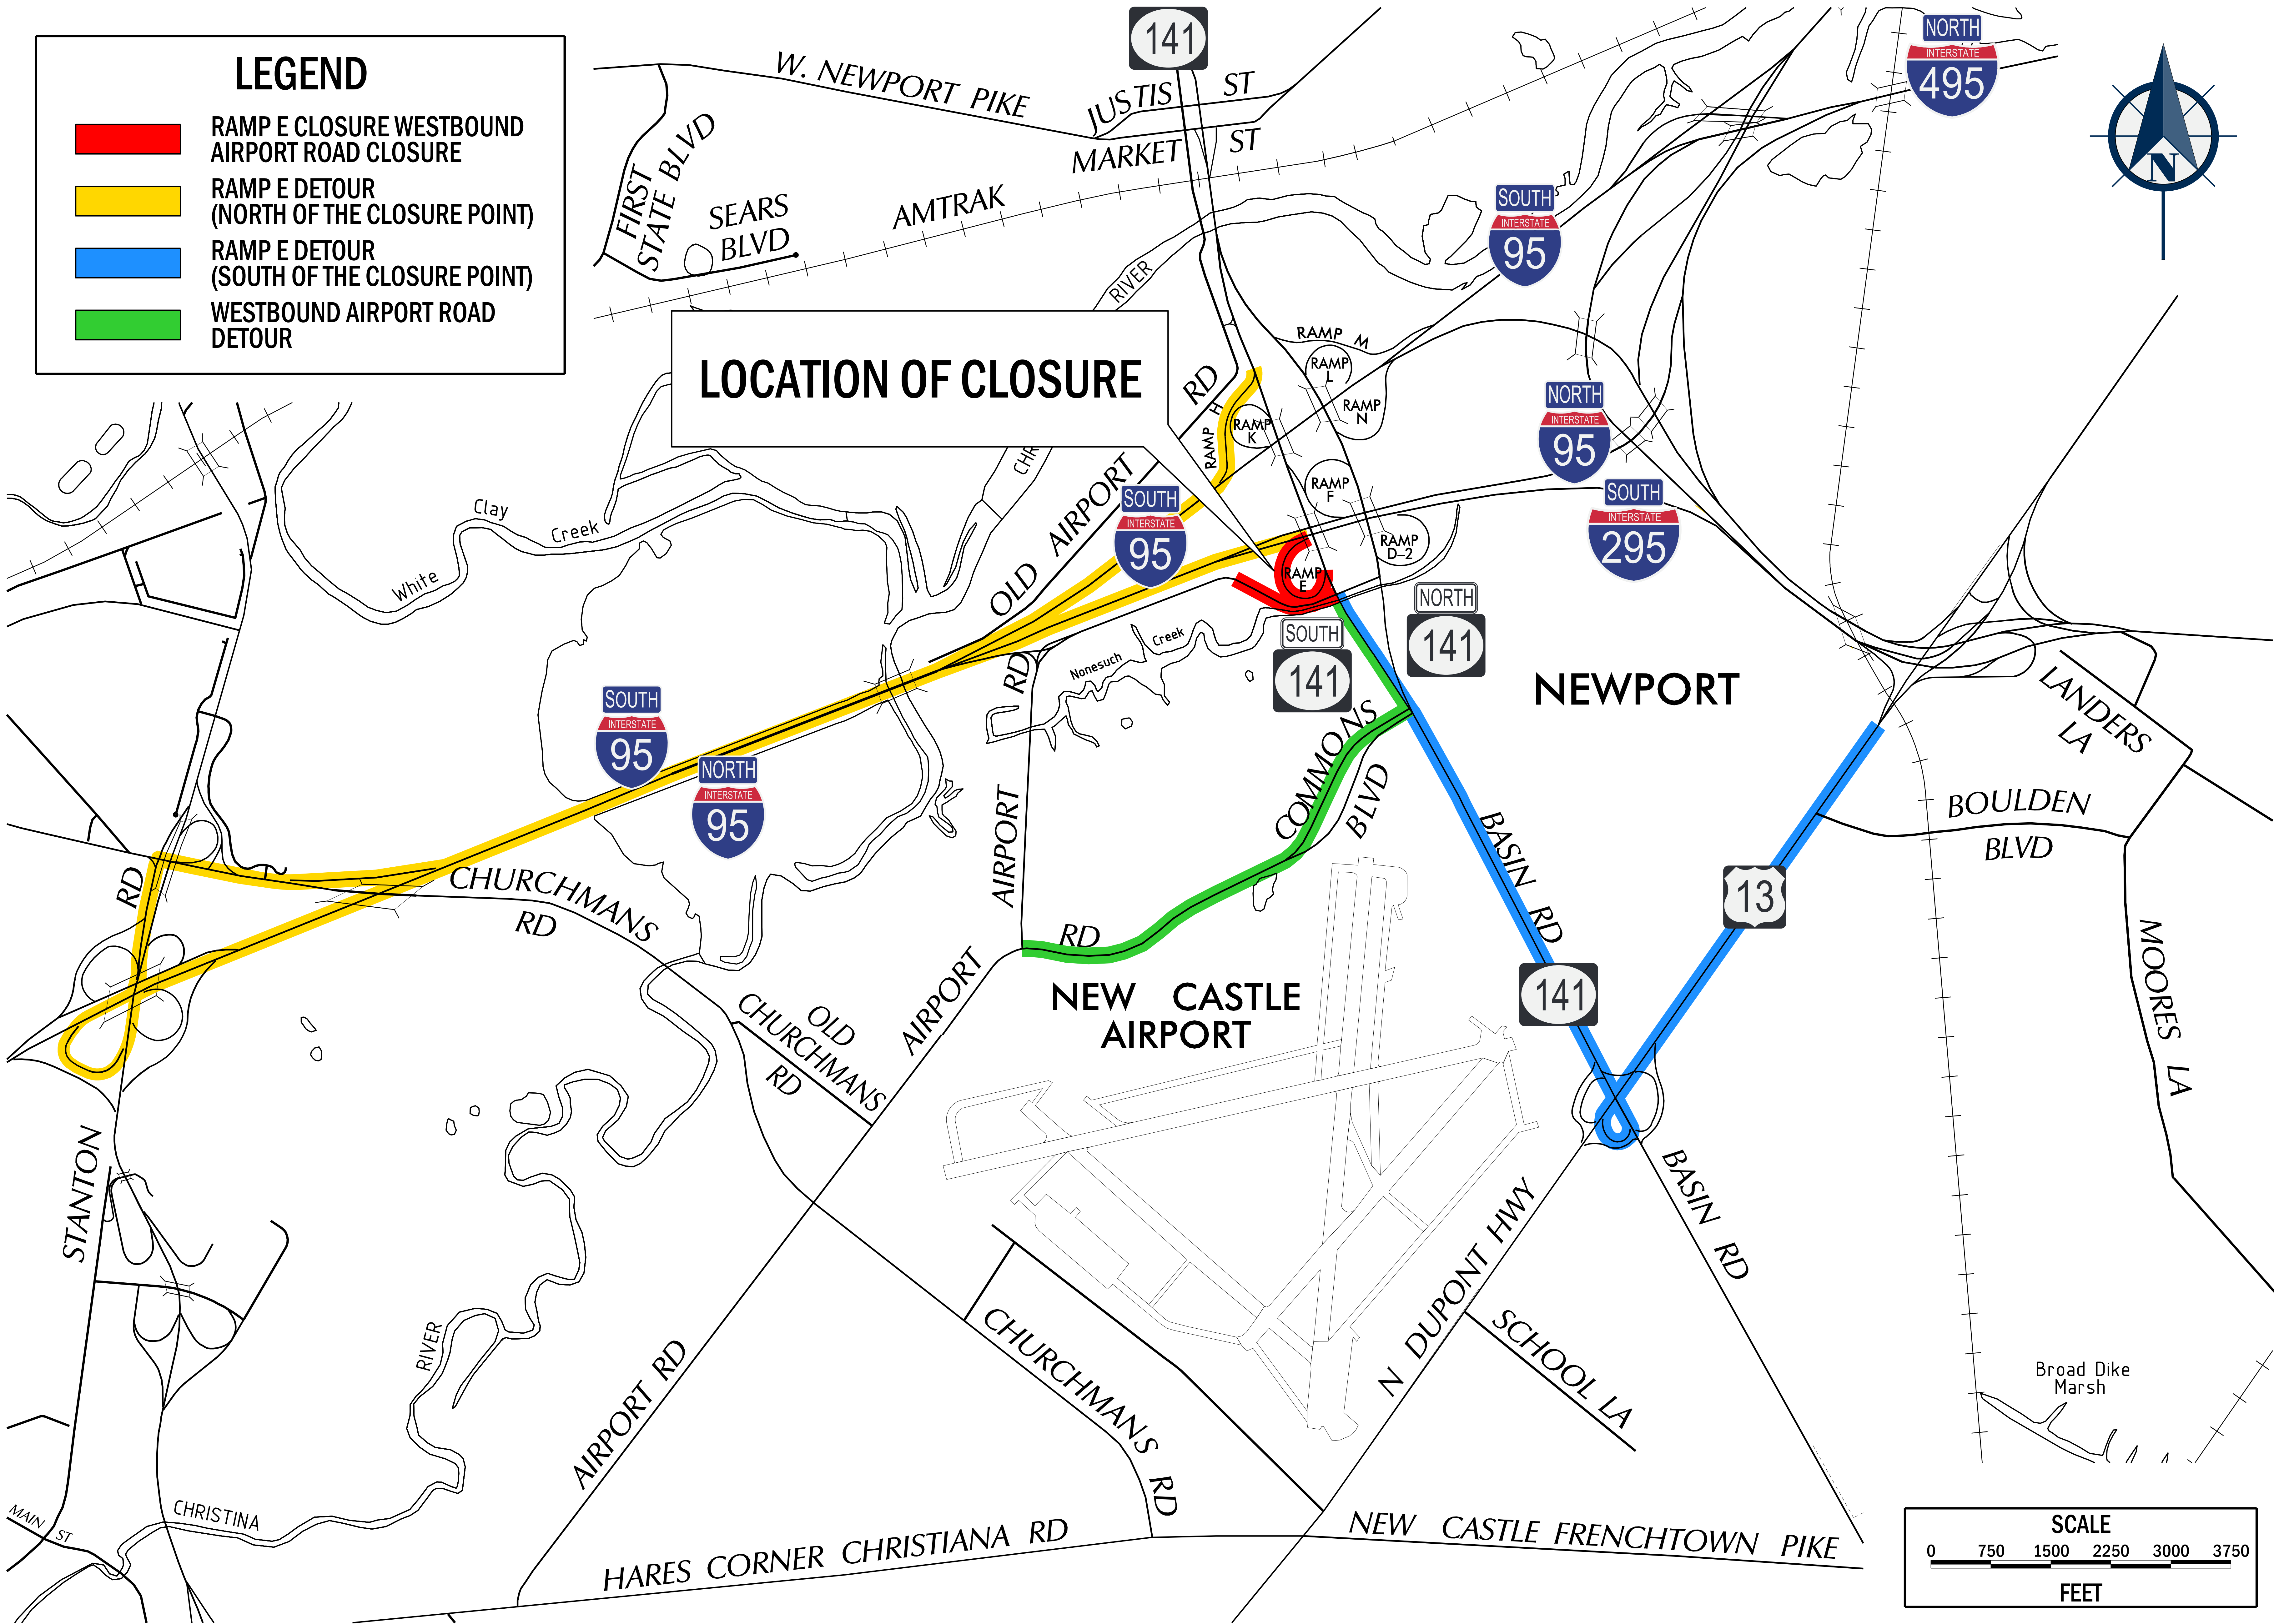 LEGEND
RAMP E CLOSURE WESTBOUND
AIRPORT ROAD CLOSURE
RAMP E DETOUR
(NORTH OF THE CLOSURE POINT)
RAMP E DETOUR
(SOUTH OF THE CLOSURE POINT)
WESTBOUND AIRPORT ROAD
DETOUR
141
W. NEWPORT PIKE
JUSTIS ST
MARKET ST
FIRST
STATE BLVD
SEARS
BLVD
AMTRAK
RIVER
NORTH
INTERSTATE
495
N
SOUTH
INTERSTATE
95
LOCATION OF CLOSURE
RAMP M
RAMP
L
RAMP
N
RAMP H
RAMP
K
RAMP
F
RAMP
D-2
RAMP
E
OLD AIRPORT RD
CHR
NORTH
INTERSTATE
95
SOUTH
INTERSTATE
295
SOUTH
INTERSTATE
95
White Clay Creek
Nonesuch Creek
NORTH
141
SOUTH
141
NEWPORT
SOUTH
INTERSTATE
95
NORTH
INTERSTATE
95
AIRPORT RD
COMMONS
BLVD
LANDERS
LA
BOULDEN
BLVD
BASIN RD
13
CHURCHMANS
RD
RD
RD
NEW CASTLE
AIRPORT
141
MOORES LA
OLD
CHURCHMANS
RD
AIRPORT
STANTON
BASIN RD
N DUPONT HWY
SCHOOL LA
RIVER
AIRPORT RD
CHURCHMANS RD
Broad Dike
Marsh
MAIN ST
CHRISTINA
HARES CORNER CHRISTIANA RD
NEW CASTLE FRENCHTOWN PIKE
SCALE
0 750 1500 2250 3000 3750
FEET